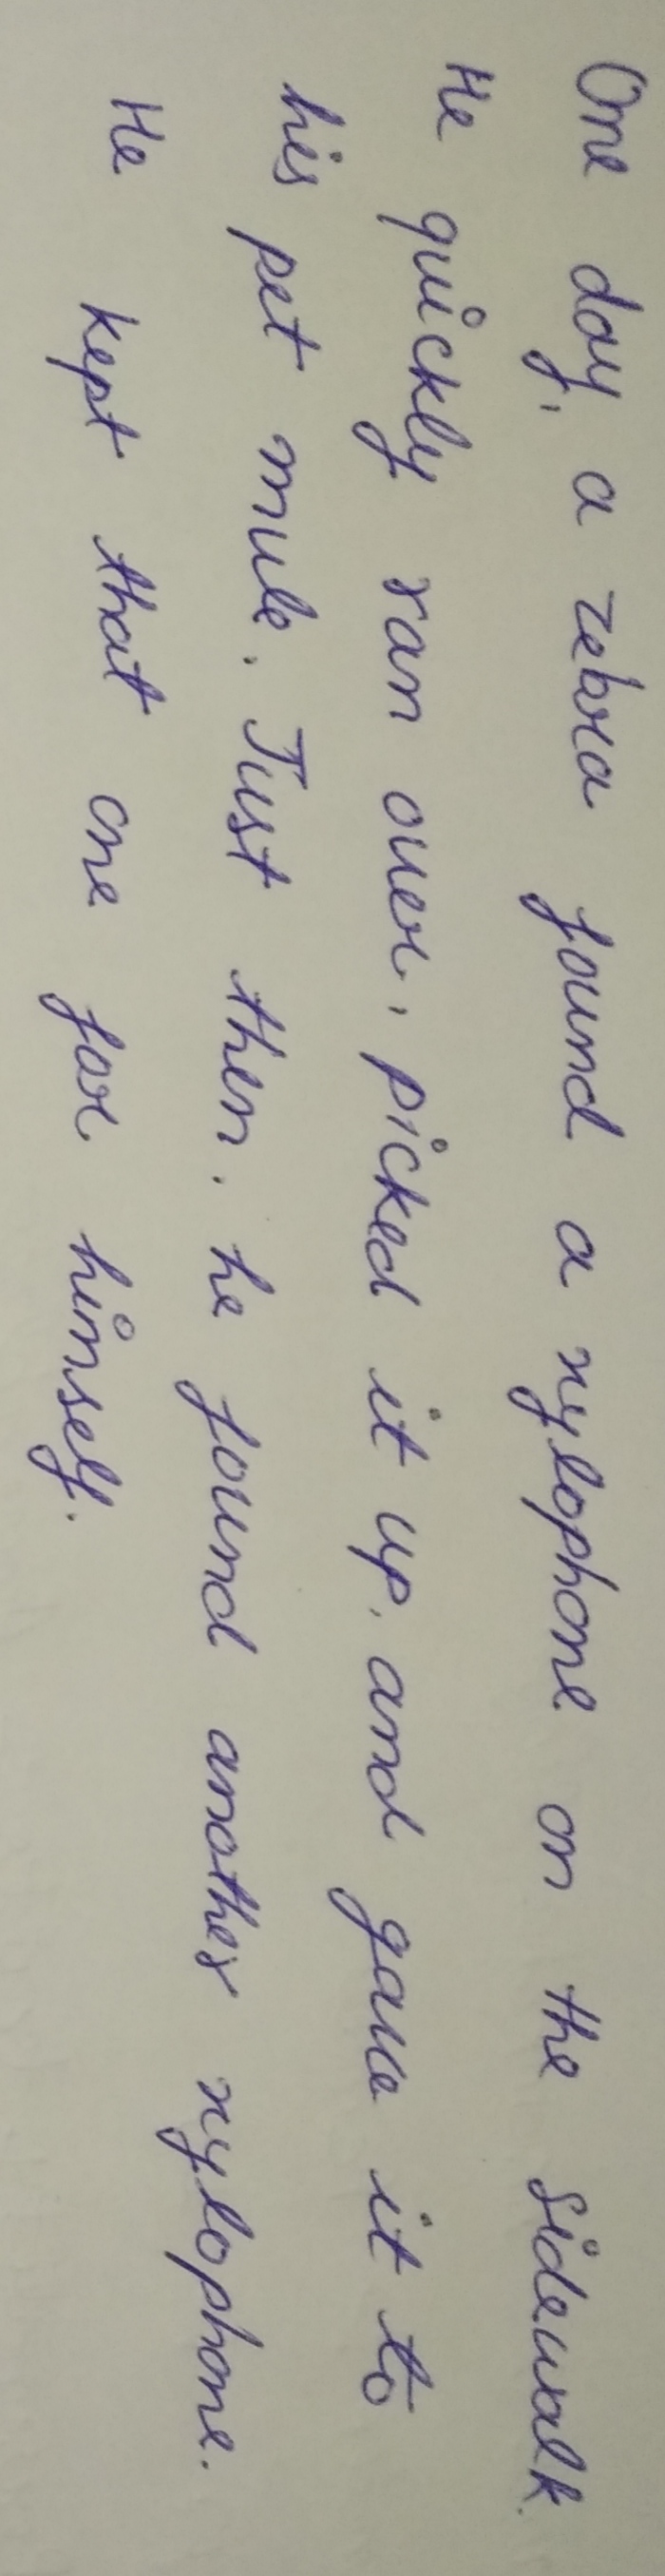 One day, a zebra found a xylophone on the sidewalk.
He quickly ran over, picked it up, and gave it to
his pet mule. Just then, he found another xylophone.
He kept that one for himself.